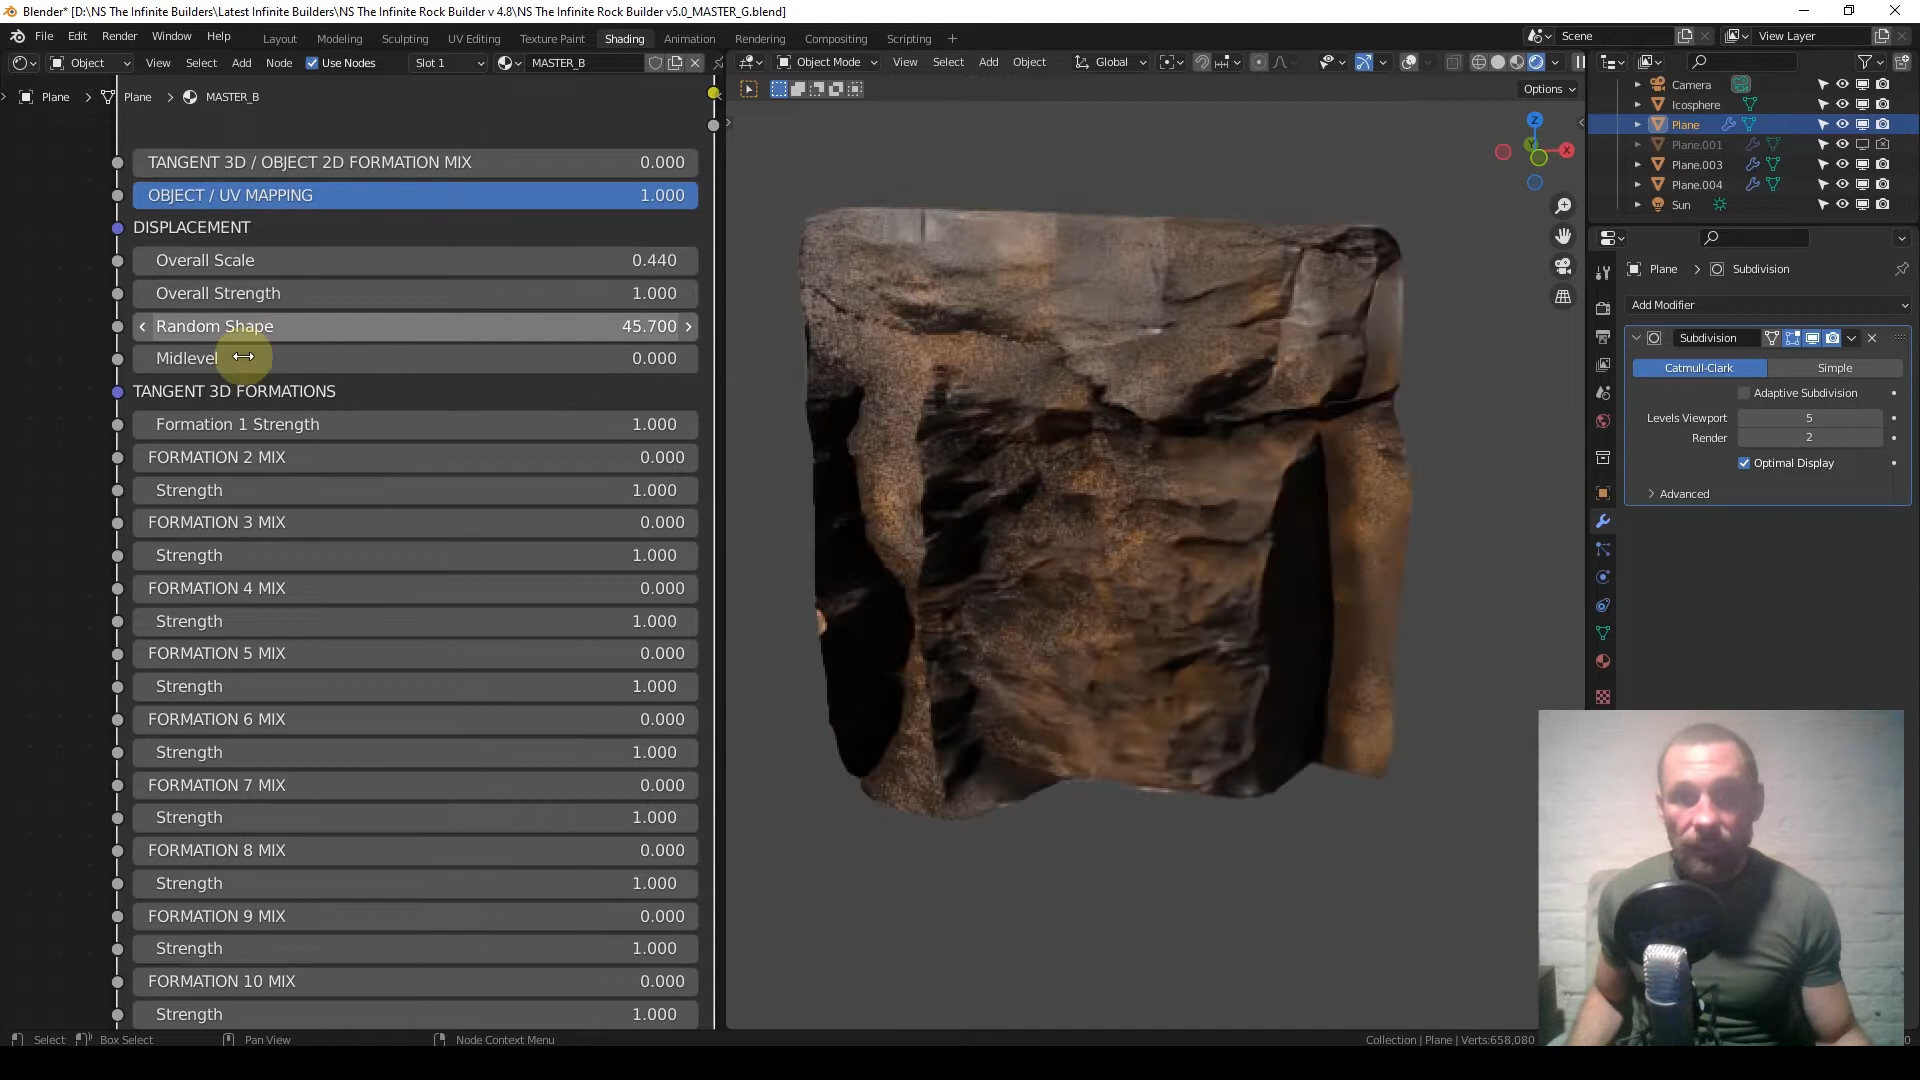 Blender* [D:\NS The Infinite Builders\Latest Infinite Builders\NS The Infinite Rock Builder v 4.8\NS The Infinite Rock Builder v5.0_MASTER_G.blend]
File Edit Render Window Help Layout Modeling Sculpting UV Editing Texture Paint Shading Animation Rendering Compositing Scripting + Scene View Layer
Object View Select Add Node Use Nodes Slot 1 MASTER_B Object Mode View Select Add Object Global
Plane > Plane > MASTER_B
Options
TANGENT 3D / OBJECT 2D FORMATION MIX 0.000
OBJECT / UV MAPPING 1.000
DISPLACEMENT
Overall Scale 0.440
Overall Strength 1.000
Random Shape 45.700
Midlevel 0.000
TANGENT 3D FORMATIONS
Formation 1 Strength 1.000
FORMATION 2 MIX 0.000
Strength 1.000
FORMATION 3 MIX 0.000
Strength 1.000
FORMATION 4 MIX 0.000
Strength 1.000
FORMATION 5 MIX 0.000
Strength 1.000
FORMATION 6 MIX 0.000
Strength 1.000
FORMATION 7 MIX 0.000
Strength 1.000
FORMATION 8 MIX 0.000
Strength 1.000
FORMATION 9 MIX 0.000
Strength 1.000
FORMATION 10 MIX 0.000
Strength 1.000
Z
X
Camera
Icosphere
Plane
Plane.001
Plane.003
Plane.004
Sun
Plane > Subdivision
Add Modifier
Subdivision
Catmull-Clark Simple
Adaptive Subdivision
Levels Viewport 5
Render 2
Optimal Display
Advanced
Select Box Select Pan View Node Context Menu Collection | Plane | Verts:658,080